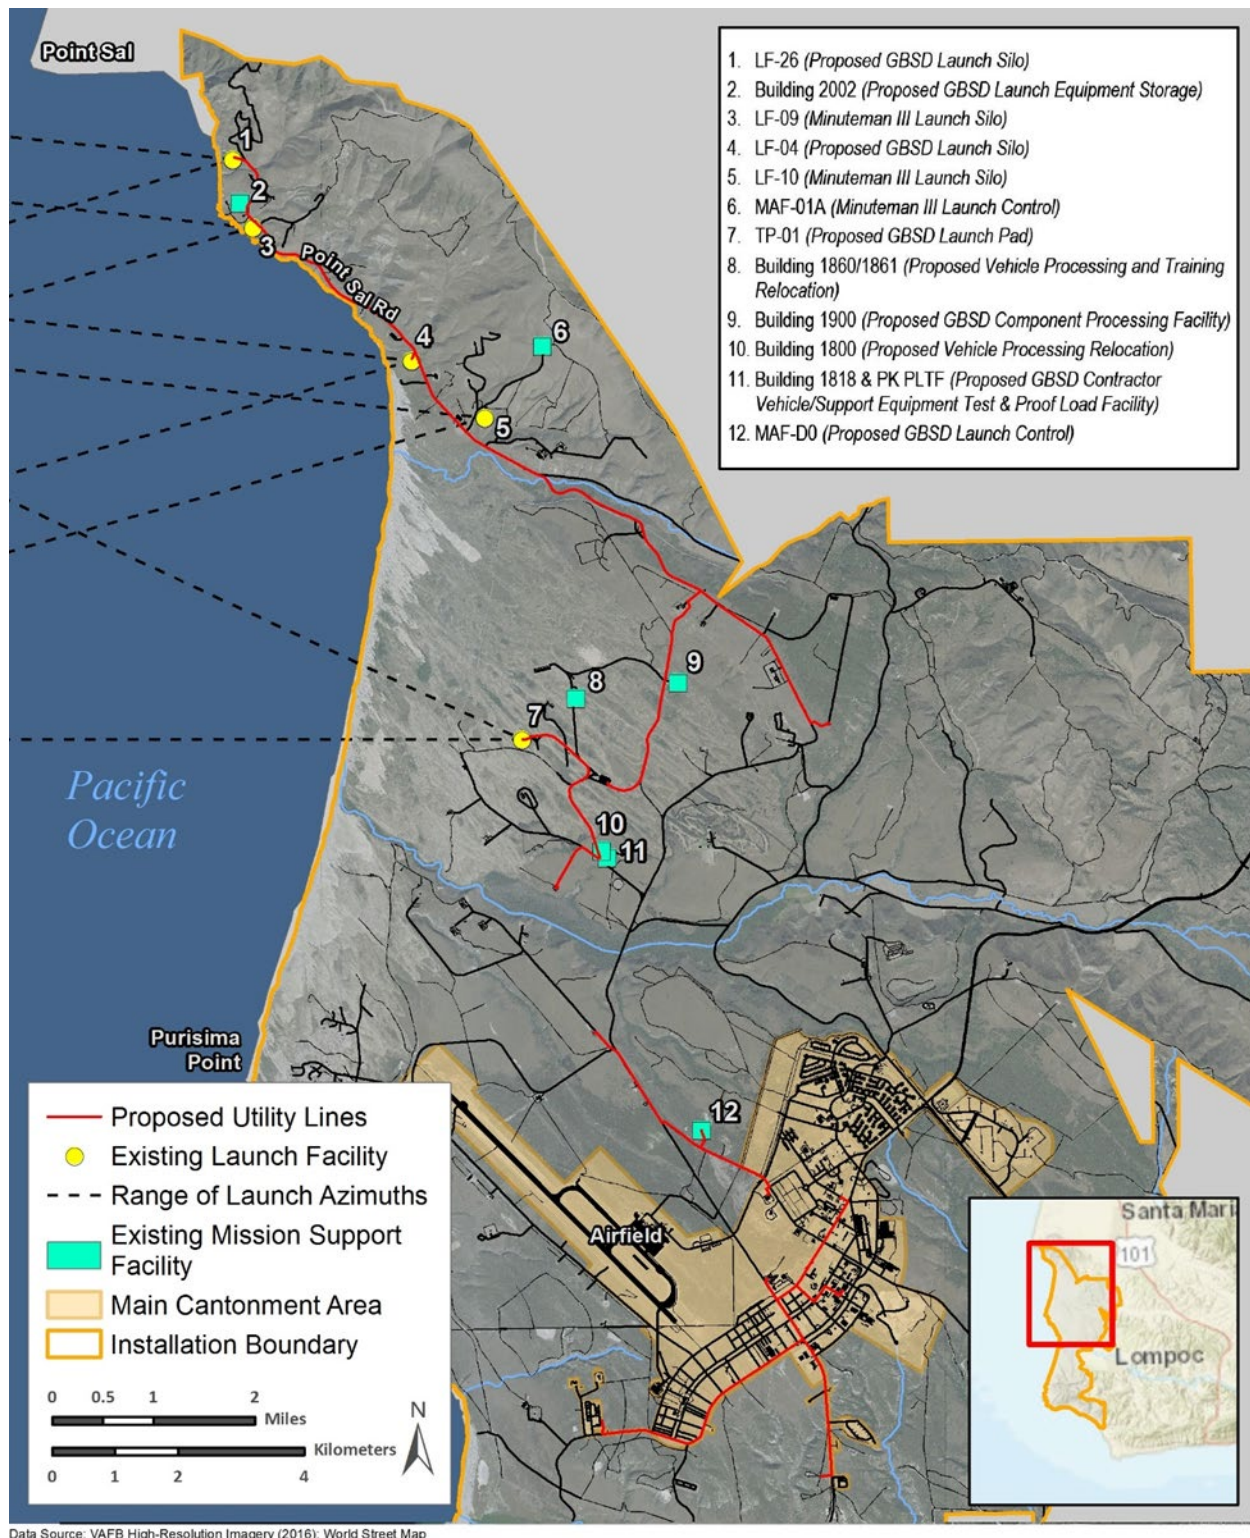 Point Sal
1. LF-26 (Proposed GBSD Launch Silo)
2. Building 2002 (Proposed GBSD Launch Equipment Storage)
3. LF-09 (Minuteman III Launch Silo)
4. LF-04 (Proposed GBSD Launch Silo)
5. LF-10 (Minuteman III Launch Silo)
6. MAF-01A (Minuteman III Launch Control)
7. TP-01 (Proposed GBSD Launch Pad)
8. Building 1860/1861 (Proposed Vehicle Processing and Training
Relocation)
9. Building 1900 (Proposed GBSD Component Processing Facility)
10. Building 1800 (Proposed Vehicle Processing Relocation)
11. Building 1818 & PK PLTF (Proposed GBSD Contractor
Vehicle/Support Equipment Test & Proof Load Facility)
12. MAF-D0 (Proposed GBSD Launch Control)
1
2
3
Point Sal Rd
4
6
5
9
8
7
Pacific
Ocean
10
11
Purisima
Point
12
Airfield
Proposed Utility Lines
Existing Launch Facility
Range of Launch Azimuths
Existing Mission Support
Facility
Main Cantonment Area
Installation Boundary
0 0.5 1 2
Miles
Kilometers
0 1 2 4
N
Santa Maria
101
Lompoc
Data Source: VAFB High-Resolution Imagery (2016); World Street Map